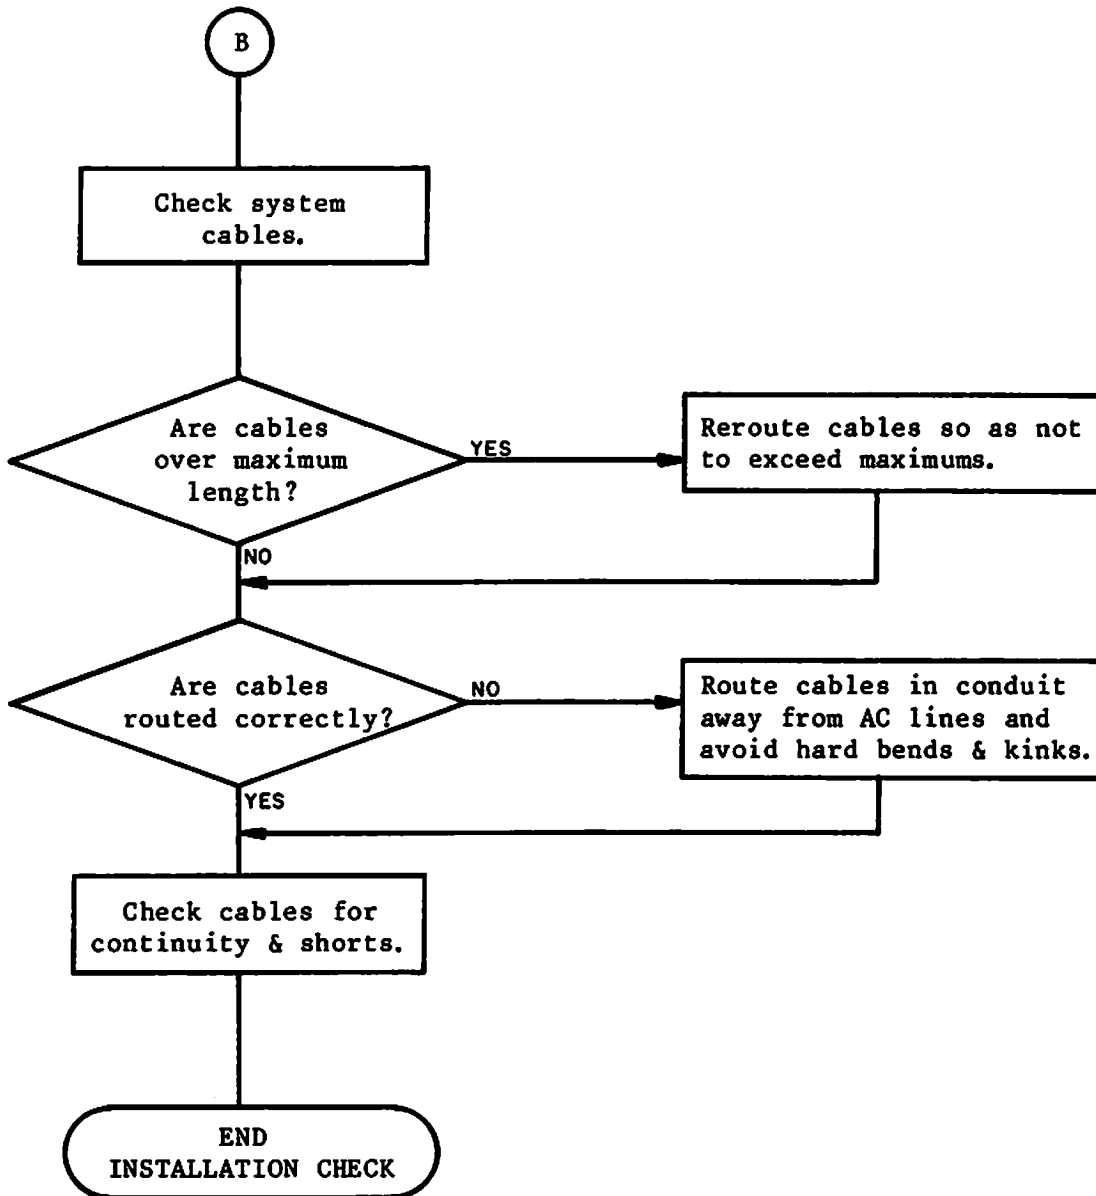 B
Check system
cables.
Are cables
over maximum
length?
YES
Reroute cables so as not
to exceed maximums.
NO
Are cables
routed correctly?
NO
Route cables in conduit
away from AC lines and
avoid hard bends & kinks.
YES
Check cables for
continuity & shorts.
END
INSTALLATION CHECK